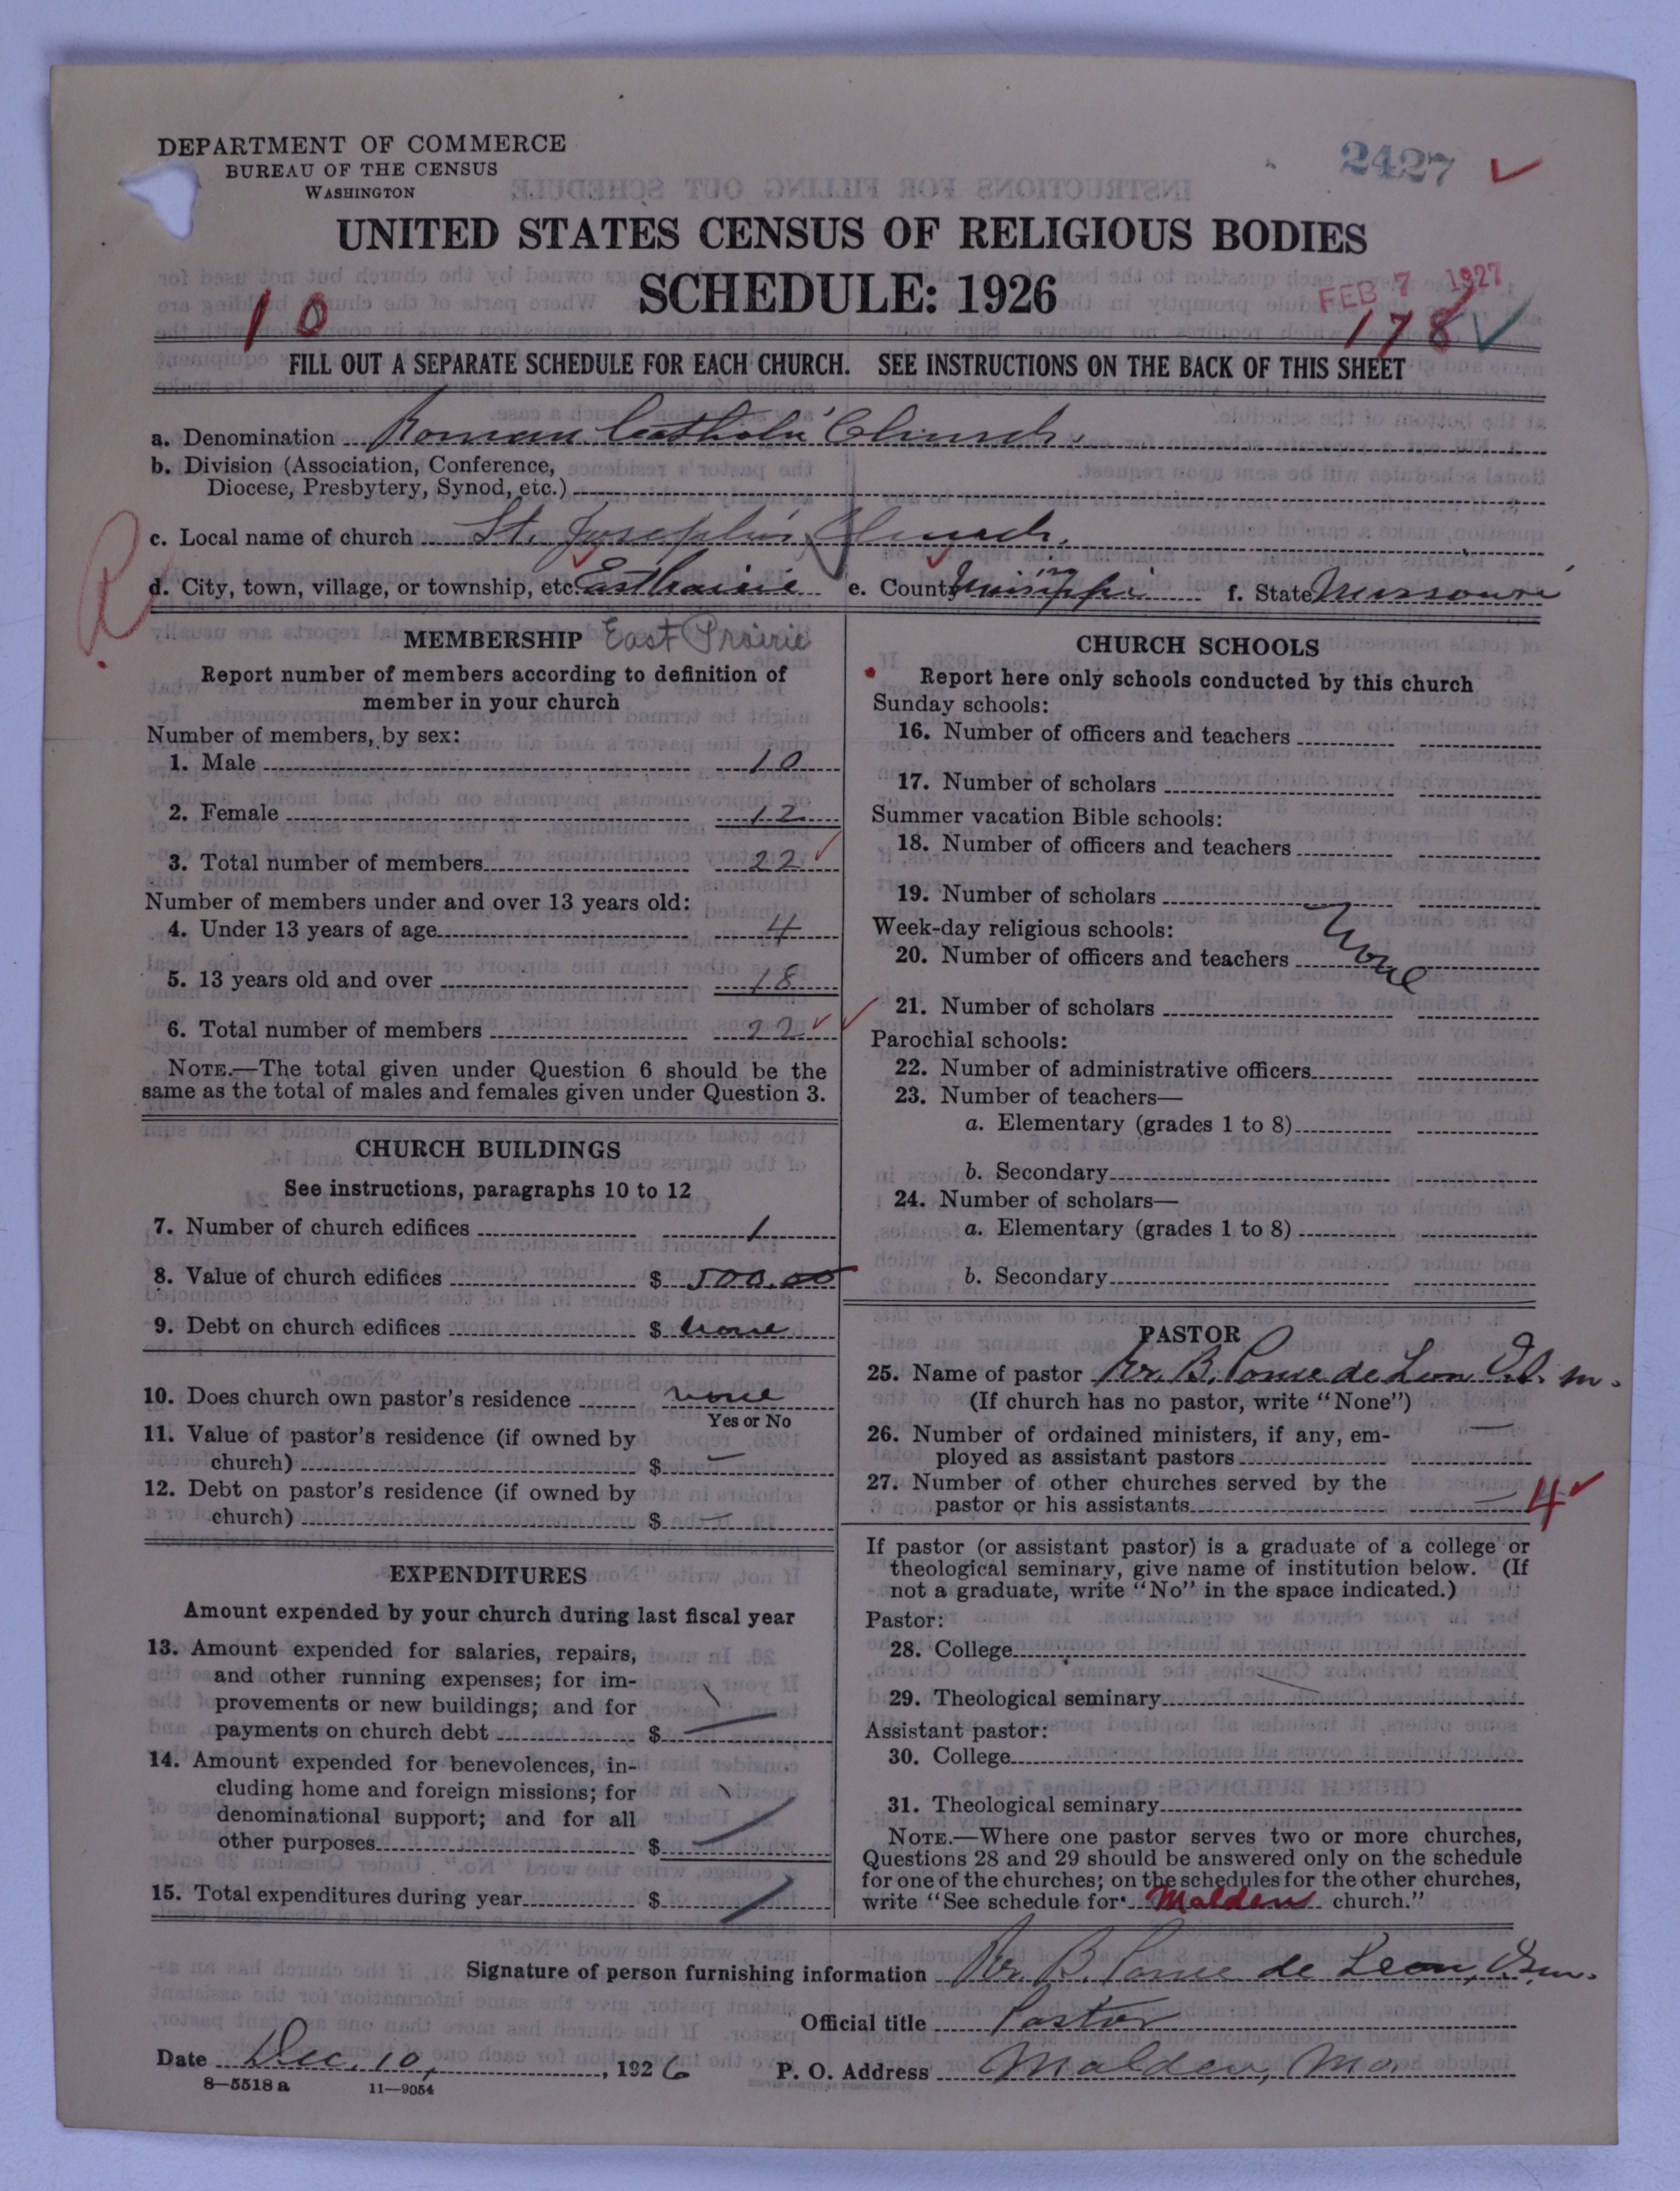 DEPARTMENT OF COMMERCE
BUREAU OF THE CENSUS
WASHINGTON
2427
UNITED STATES CENSUS OF RELIGIOUS BODIES
SCHEDULE: 1926
FEB 7 1927
10
178
FILL OUT A SEPARATE SCHEDULE FOR EACH CHURCH. SEE INSTRUCTIONS ON THE BACK OF THIS SHEET
a. Denomination Roman Catholic Church.
b. Division (Association, Conference,
Diocese, Presbytery, Synod, etc.)
c. Local name of church St. Joseph's Church.
d. City, town, village, or township, etc. East Prairie e. County Mississippi f. State Missouri
R
MEMBERSHIP East Prairie
Report number of members according to definition of
member in your church
Number of members, by sex:
1. Male 10
2. Female 12
3. Total number of members 22
Number of members under and over 13 years old:
4. Under 13 years of age 4
5. 13 years old and over 18
6. Total number of members 22
NOTE.—The total given under Question 6 should be the
same as the total of males and females given under Question 3.
CHURCH BUILDINGS
See instructions, paragraphs 10 to 12
7. Number of church edifices 1
8. Value of church edifices $ 500.00
9. Debt on church edifices $ none
10. Does church own pastor's residence none
Yes or No
11. Value of pastor's residence (if owned by
church) $ —
12. Debt on pastor's residence (if owned by
church) $ —
EXPENDITURES
Amount expended by your church during last fiscal year
13. Amount expended for salaries, repairs,
and other running expenses; for im-
provements or new buildings; and for
payments on church debt $ —
14. Amount expended for benevolences, in-
cluding home and foreign missions; for
denominational support; and for all
other purposes $ —
15. Total expenditures during year $ —
CHURCH SCHOOLS
Report here only schools conducted by this church
Sunday schools:
16. Number of officers and teachers
17. Number of scholars
Summer vacation Bible schools:
18. Number of officers and teachers
19. Number of scholars
Week-day religious schools:
20. Number of officers and teachers None
21. Number of scholars
Parochial schools:
22. Number of administrative officers
23. Number of teachers—
a. Elementary (grades 1 to 8)
b. Secondary
24. Number of scholars—
a. Elementary (grades 1 to 8)
b. Secondary
PASTOR
25. Name of pastor Rev. B. Ponce de Leon O.S.M.
(If church has no pastor, write "None")
26. Number of ordained ministers, if any, em-
ployed as assistant pastors —
27. Number of other churches served by the
pastor or his assistants — 4
If pastor (or assistant pastor) is a graduate of a college or
theological seminary, give name of institution below. (If
not a graduate, write "No" in the space indicated.)
Pastor:
28. College
29. Theological seminary
Assistant pastor:
30. College
31. Theological seminary
NOTE.—Where one pastor serves two or more churches,
Questions 28 and 29 should be answered only on the schedule
for one of the churches; on the schedules for the other churches,
write "See schedule for Malden church."
Signature of person furnishing information Rev. B. Ponce de Leon,
Official title Pastor
Date Dec. 10, 1926 P. O. Address Malden, Mo.
8—5518 a 11—9054